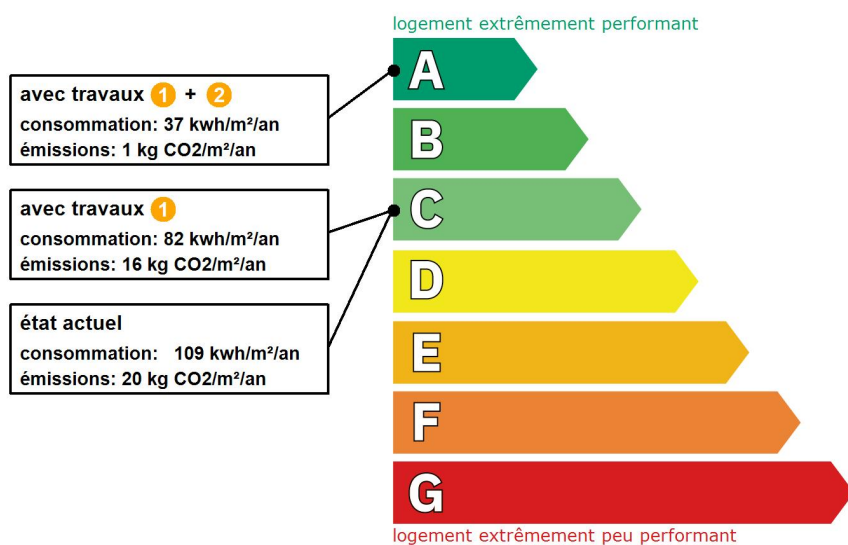 logement extrêmement performant
avec travaux 1 + 2
consommation: 37 kwh/m²/an
émissions: 1 kg CO2/m²/an
avec travaux 1
consommation: 82 kwh/m²/an
émissions: 16 kg CO2/m²/an
état actuel
consommation: 109 kwh/m²/an
émissions: 20 kg CO2/m²/an
A
B
C
D
E
F
G
logement extrêmement peu performant